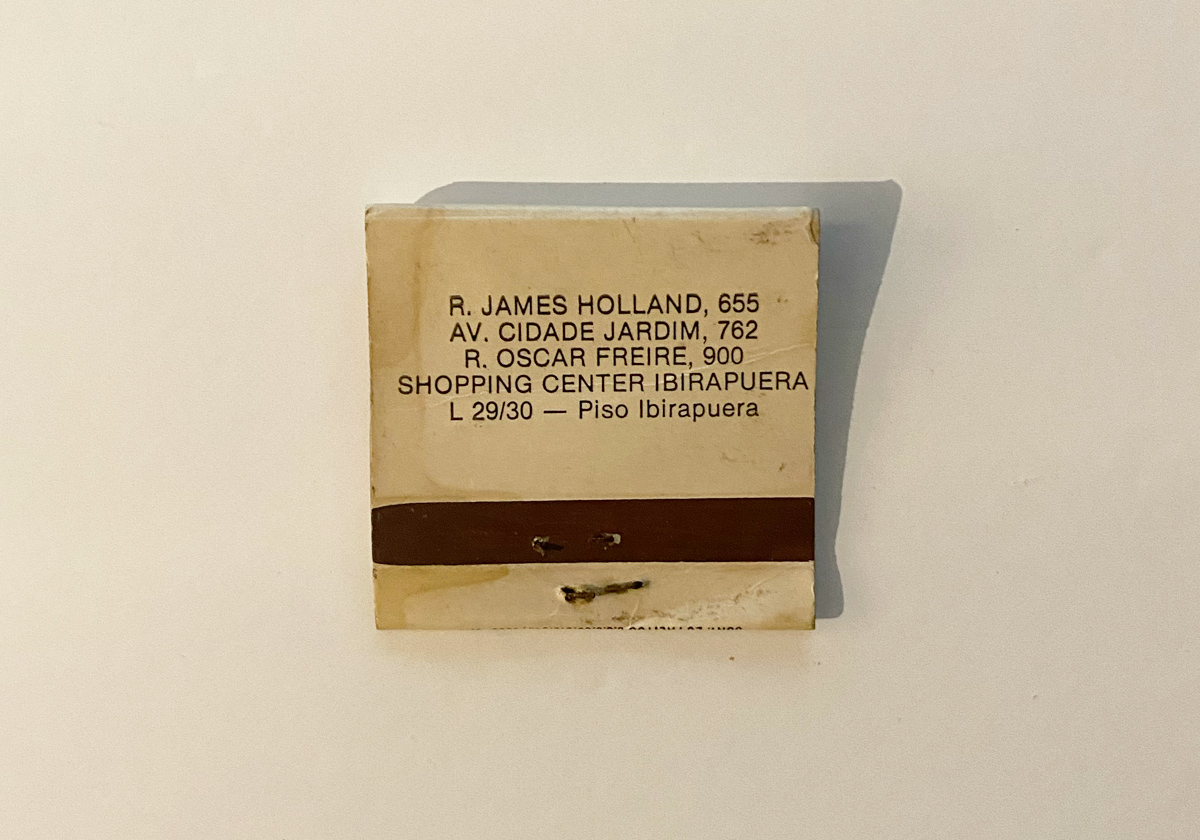 R. JAMES HOLLAND, 655
AV. CIDADE JARDIM, 762
R. OSCAR FREIRE, 900
SHOPPING CENTER IBIRAPUERA
L 29/30 — Piso Ibirapuera